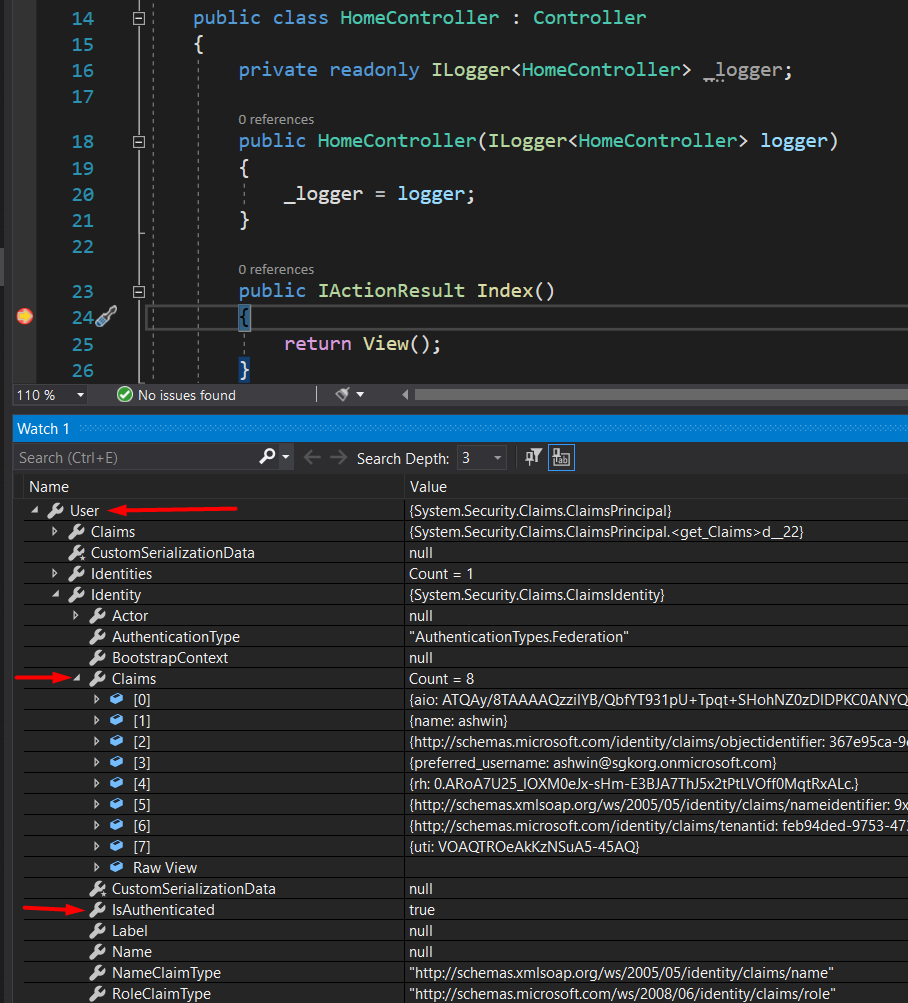 14 public class HomeController : Controller
15 {
16 private readonly ILogger<HomeController> _logger;
17
0 references
18 public HomeController(ILogger<HomeController> logger)
19 {
20 _logger = logger;
21 }
22
0 references
23 public IActionResult Index()
24 {
25 return View();
26 }
110 % No issues found
Watch 1
Search (Ctrl+E) Search Depth: 3
Name Value
User {System.Security.Claims.ClaimsPrincipal}
Claims {System.Security.Claims.ClaimsPrincipal.<get_Claims>d__22}
CustomSerializationData null
Identities Count = 1
Identity {System.Security.Claims.ClaimsIdentity}
Actor null
AuthenticationType "AuthenticationTypes.Federation"
BootstrapContext null
Claims Count = 8
[0] {aio: ATQAy/8TAAAAQzziIYB/QbfYT931pU+Tpqt+SHohNZ0zDIDPKC0ANYQ
[1] {name: ashwin}
[2] {http://schemas.microsoft.com/identity/claims/objectidentifier: 367e95ca-9
[3] {preferred_username: ashwin@sgkorg.onmicrosoft.com}
[4] {rh: 0.ARoA7U25_lOXM0eJx-sHm-E3BJA7ThJ5x2tPtLVOff0MqtRxALc.}
[5] {http://schemas.xmlsoap.org/ws/2005/05/identity/claims/nameidentifier: 9x
[6] {http://schemas.microsoft.com/identity/claims/tenantid: feb94ded-9753-47
[7] {uti: VOAQTROeAkKzNSuA5-45AQ}
Raw View
CustomSerializationData null
IsAuthenticated true
Label null
Name null
NameClaimType "http://schemas.xmlsoap.org/ws/2005/05/identity/claims/name"
RoleClaimType "http://schemas.microsoft.com/ws/2008/06/identity/claims/role"